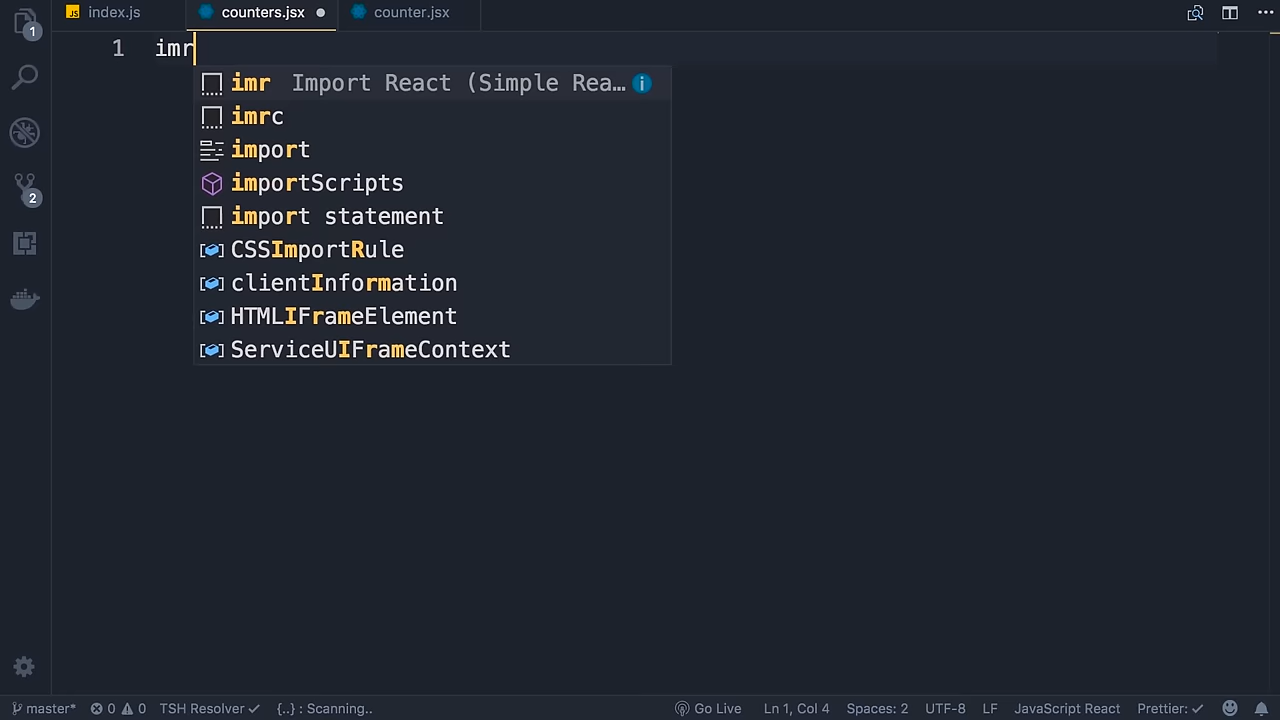 JS index.js counters.jsx counter.jsx
1
1 imr
imr Import React (Simple Rea…
imrc
import
importScripts
import statement
CSSImportRule
clientInformation
HTMLIFrameElement
ServiceUIFrameContext
2
master* 0 0 TSH Resolver {..} : Scanning.. Go Live Ln 1, Col 4 Spaces: 2 UTF-8 LF JavaScript React Prettier: